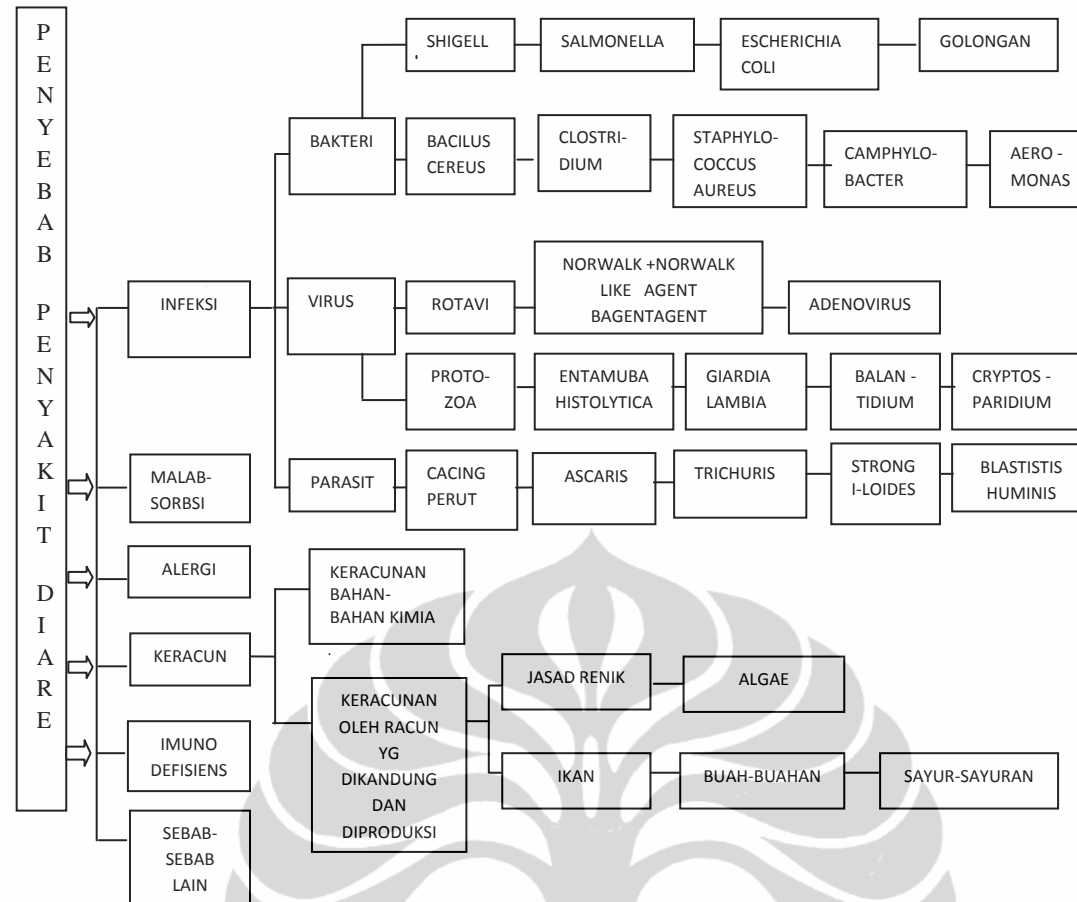 PENYEBAB PENYAKIT DIARE
SHIGELL
SALMONELLA
ESCHERICHIA
COLI
GOLONGAN
BAKTERI
BACILUS
CEREUS
CLOSTRI-
DIUM
STAPHYLO-
COCCUS
AUREUS
CAMPHYLO-
BACTER
AERO -
MONAS
INFEKSI
VIRUS
ROTAVI
NORWALK +NORWALK
LIKE AGENT
BAGENTAGENT
ADENOVIRUS
PROTO-
ZOA
ENTAMUBA
HISTOLYTICA
GIARDIA
LAMBIA
BALAN -
TIDIUM
CRYPTOS -
PARIDIUM
PARASIT
CACING
PERUT
ASCARIS
TRICHURIS
STRONG
I-LOIDES
BLASTISTIS
HUMINIS
MALAB-
SORBSI
ALERGI
KERACUN
KERACUNAN
BAHAN-
BAHAN KIMIA
.
KERACUNAN
OLEH RACUN
YG
DIKANDUNG
DAN
DIPRODUKSI
JASAD RENIK
ALGAE
IKAN
BUAH-BUAHAN
SAYUR-SAYURAN
IMUNO
DEFISIENS
SEBAB-
SEBAB
LAIN